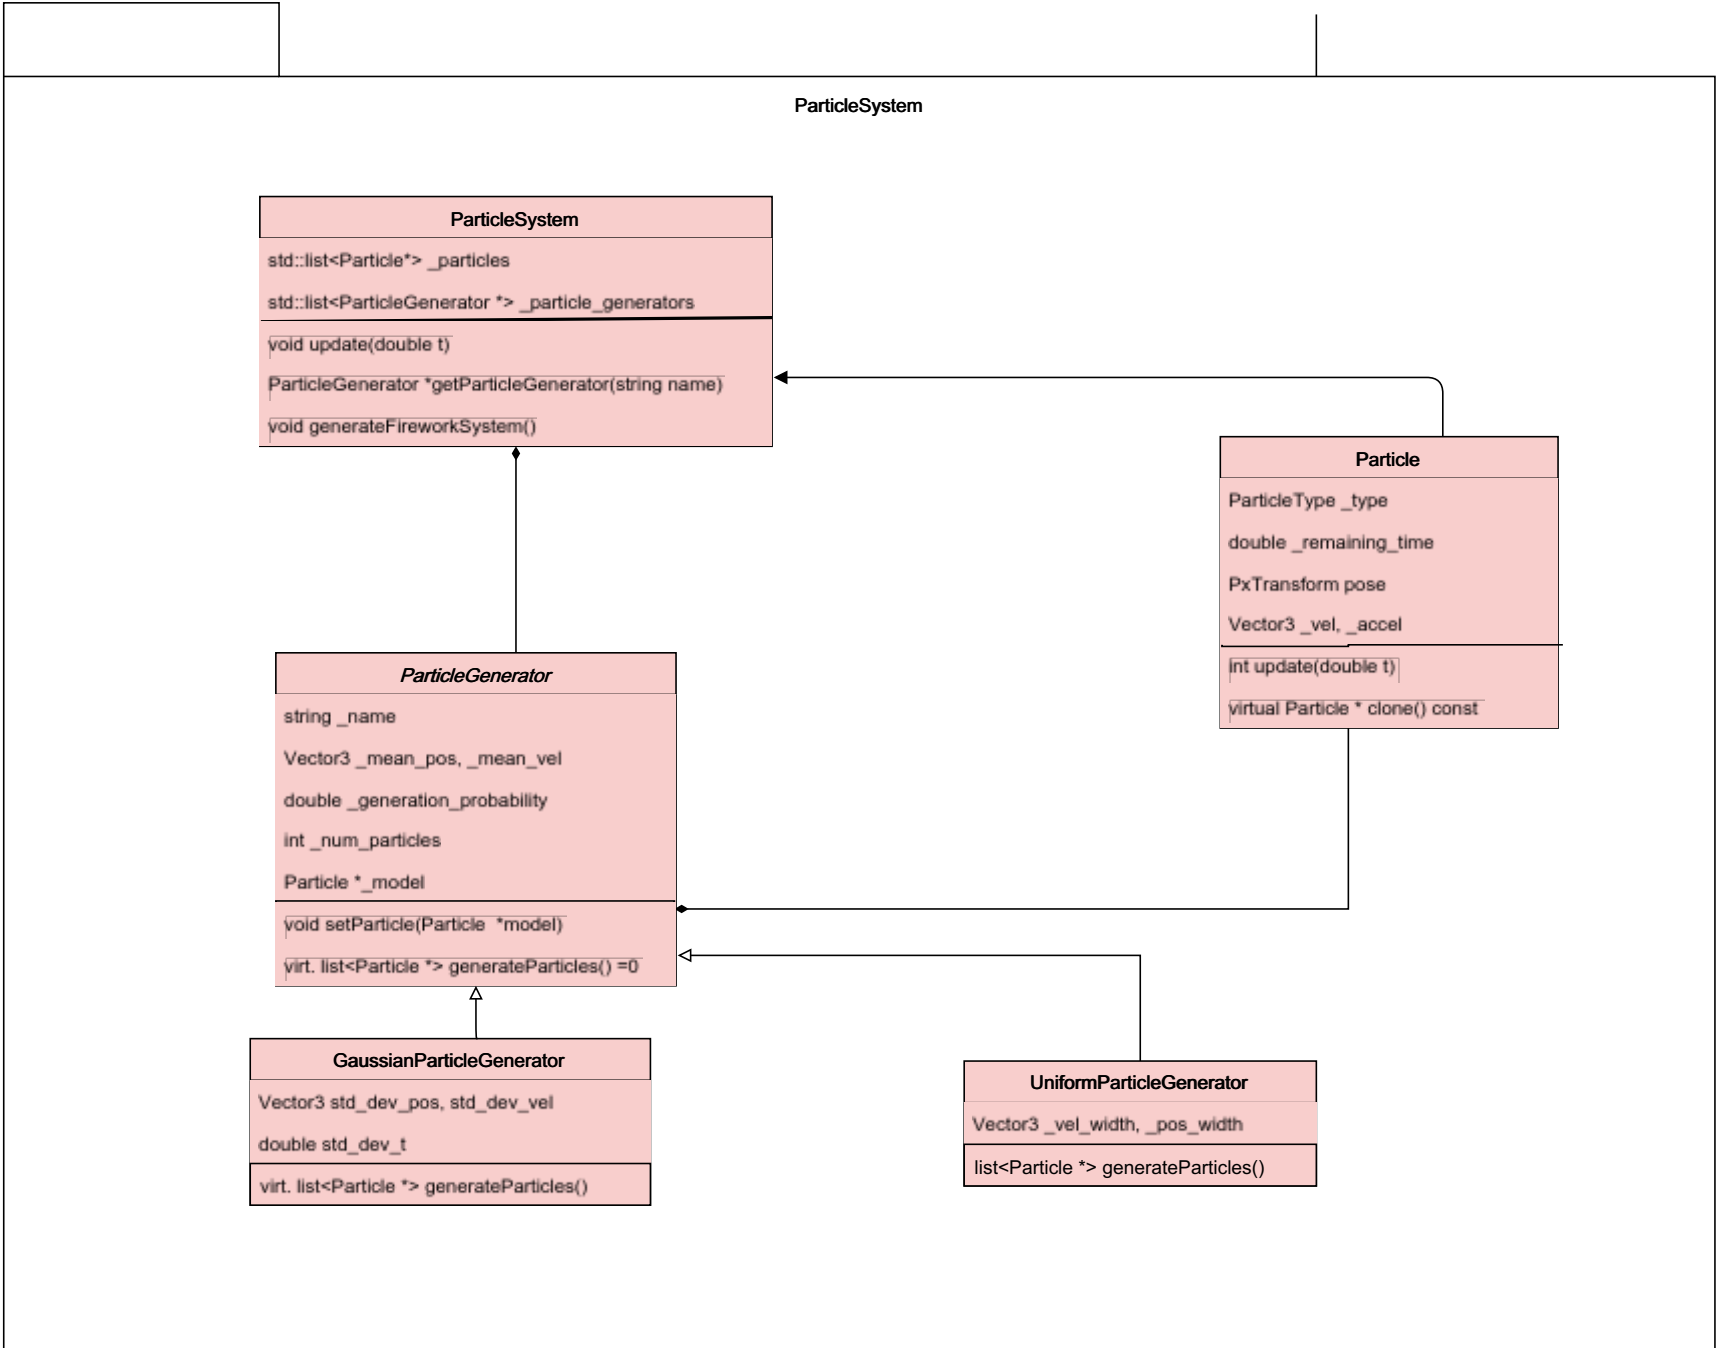 ParticleSystem
ParticleSystem
std::list<Particle*> _particles
std::list<ParticleGenerator *> _particle_generators
void update(double t)
ParticleGenerator *getParticleGenerator(string name)
void generateFireworkSystem()
Particle
ParticleType _type
double _remaining_time
PxTransform pose
Vector3 _vel, _accel
int update(double t)
virtual Particle * clone() const
ParticleGenerator
string _name
Vector3 _mean_pos, _mean_vel
double _generation_probability
int _num_particles
Particle *_model
void setParticle(Particle  *model)
virt. list<Particle *> generateParticles() =0
GaussianParticleGenerator
Vector3 std_dev_pos, std_dev_vel
double std_dev_t
virt. list<Particle *> generateParticles()
UniformParticleGenerator
Vector3 _vel_width, _pos_width
list<Particle *> generateParticles()